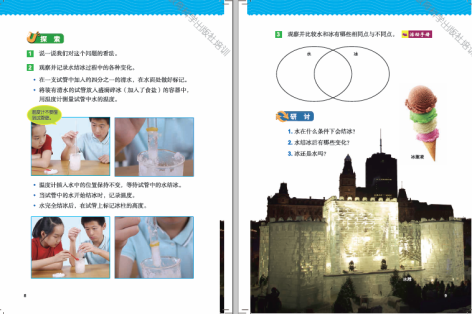 探索
1 说一说我们对这个问题的看法。
2 观察并记录水结冰过程中的各种变化。
• 在一支试管中加入约四分之一的清水，在水面处做好标记。
• 将装有清水的试管放入盛满碎冰（加入了食盐）的容器中，
用温度计测量试管中水的温度。
• 温度计插入水中的位置保持不变，等待试管中的水结冰。
• 当试管中的水开始结冰时，记录温度。
• 水完全结冰后，在试管上标记冰柱的高度。
8
3 观察并比较水和冰有哪些相同点与不同点。
活动手册
水
冰
研讨
1. 水在什么条件下会结冰？
2. 水结冰后有哪些变化？
3. 冰还是水吗？
冰激凌
冰雕
9